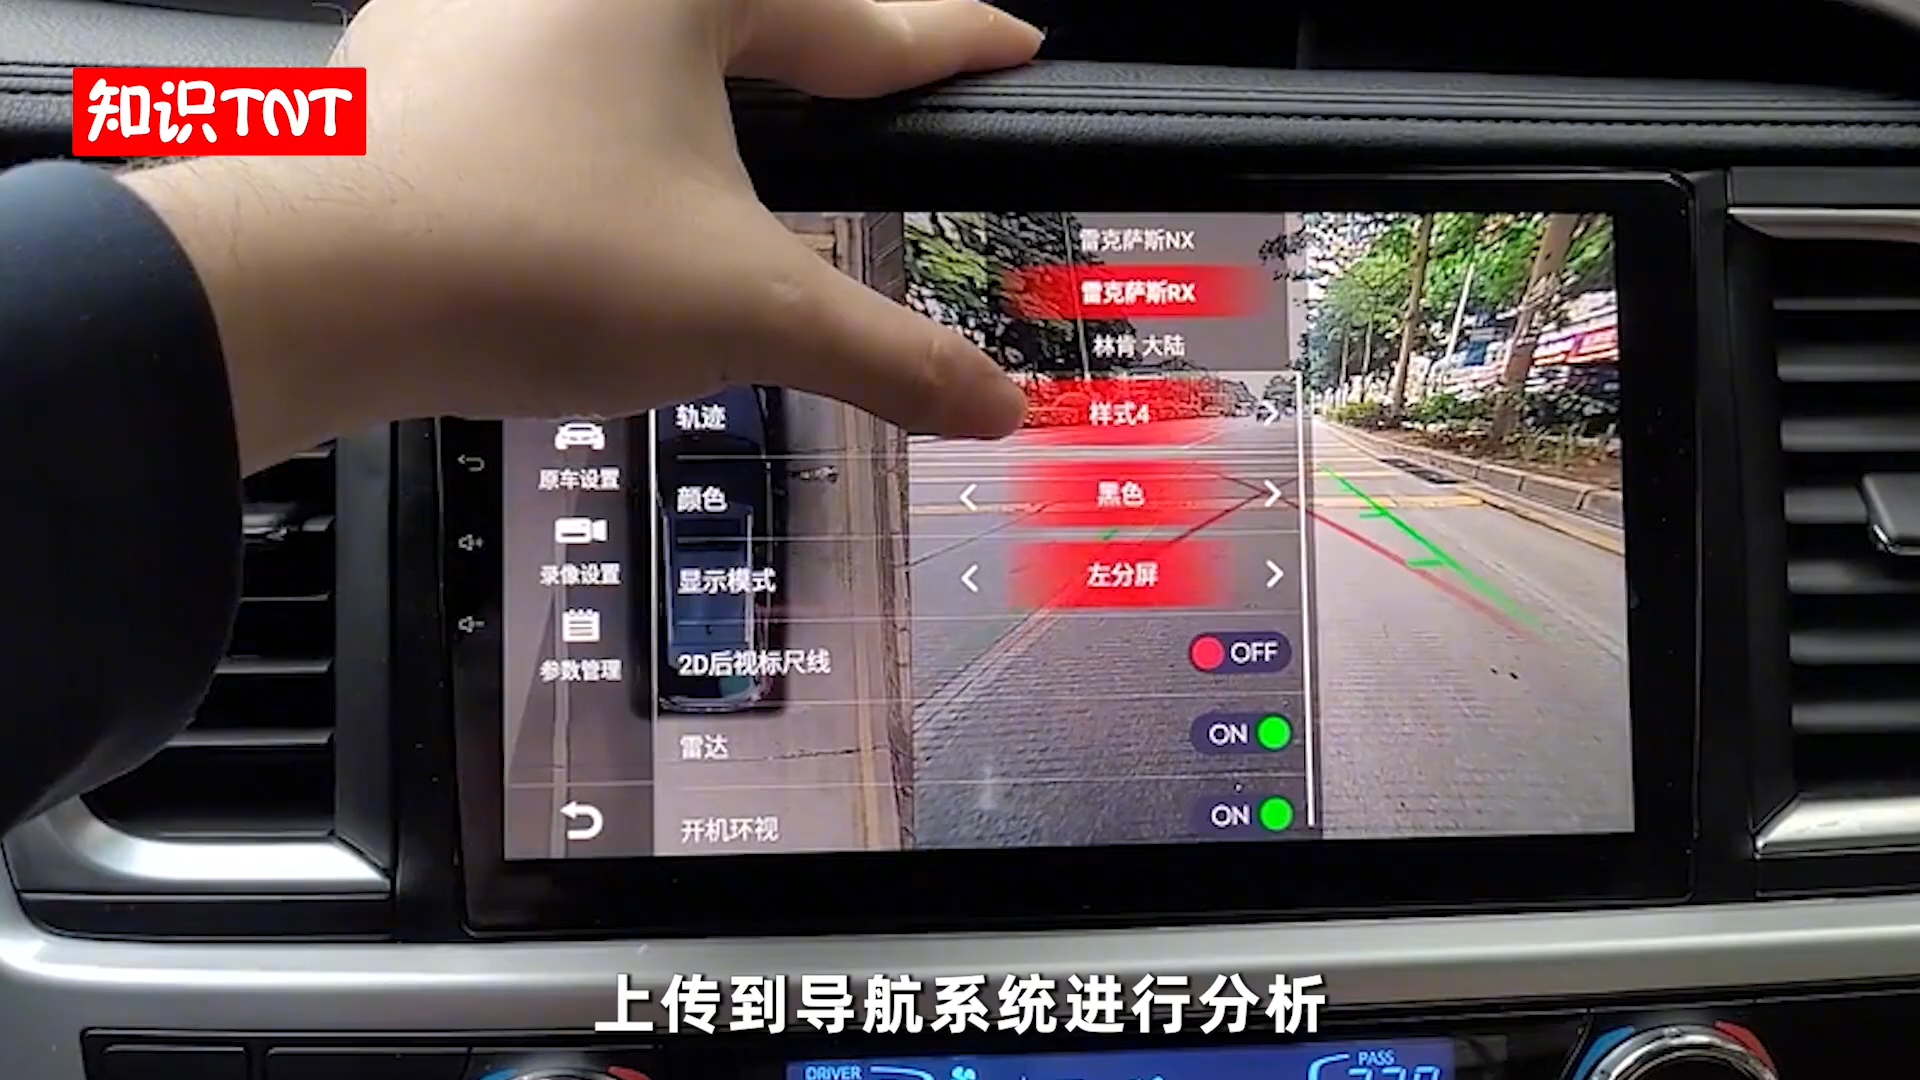 知识TNT
雷克萨斯NX
雷克萨斯RX
林肯 大陆
轨迹
样式4
原车设置
颜色
黑色
录像设置
显示模式
左分屏
参数管理
2D后视标尺线
OFF
雷达
ON
开机环视
ON
上传到导航系统进行分析
DRIVER
PASS